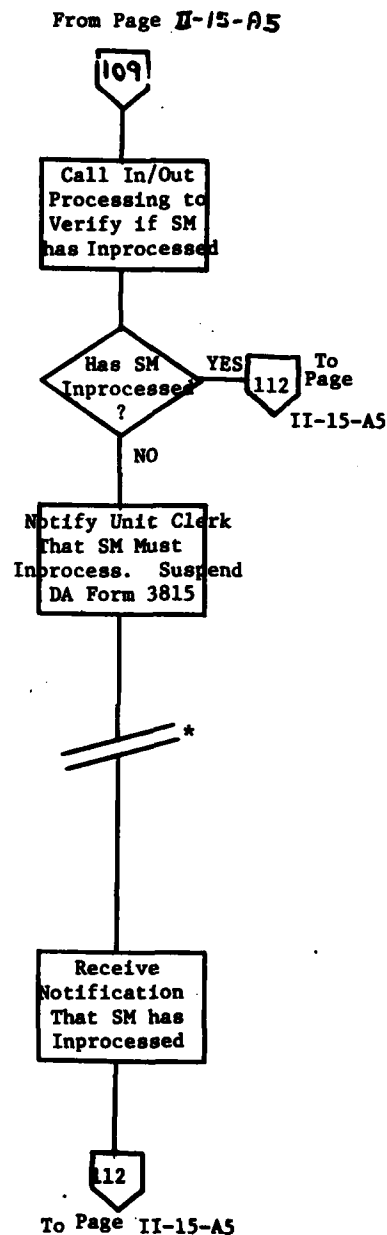 From Page II-15-A5
109
Call In/Out
Processing to
Verify if SM
has Inprocessed
Has SM
Inprocessed
?
YES
112
To
Page
II-15-A5
NO
Notify Unit Clerk
That SM Must
Inprocess. Suspend
DA Form 3815
*
Receive
Notification
That SM has
Inprocessed
112
To Page II-15-A5